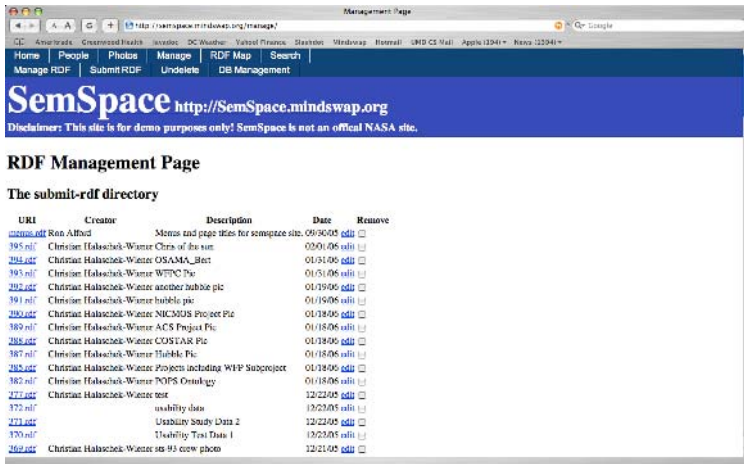 Management Page
http://semspace.mindswap.org/manage/
Google
Ameritrade Greenwood Health Javadoc DC Weather Yahoo! Finance Slashdot Mindswap Hotmail UMD CS Mail Apple (394) News (2304)
Home People Photos Manage RDF Map Search
Manage RDF Submit RDF Undelete DB Management
SemSpace http://SemSpace.mindswap.org
Disclaimer: This site is for demo purposes only! SemSpace is not an offical NASA site.
RDF Management Page
The submit-rdf directory
URI Creator Description Date Remove
menus.rdf Ron Alford Menus and page titles for semspace site. 09/30/05 edit
395.rdf Christian Halaschek-Wiener Chris of the sun 02/01/06 edit
394.rdf Christian Halaschek-Wiener OSAMA_Bert 01/31/06 edit
393.rdf Christian Halaschek-Wiener WFPC Pic 01/31/06 edit
392.rdf Christian Halaschek-Wiener another hubble pic 01/19/06 edit
391.rdf Christian Halaschek-Wiener hubble pic 01/19/06 edit
390.rdf Christian Halaschek-Wiener NICMOS Project Pic 01/18/06 edit
389.rdf Christian Halaschek-Wiener ACS Project Pic 01/18/06 edit
388.rdf Christian Halaschek-Wiener COSTAR Pic 01/18/06 edit
387.rdf Christian Halaschek-Wiener Hubble Pic 01/18/06 edit
385.rdf Christian Halaschek-Wiener Projects including WFP Subproject 01/18/06 edit
382.rdf Christian Halaschek-Wiener POPS Ontology 01/18/06 edit
377.rdf Christian Halaschek-Wiener test 12/22/05 edit
372.rdf usability data 12/22/05 edit
371.rdf Usability Study Data 2 12/22/05 edit
370.rdf Usability Test Data 1 12/22/05 edit
369.rdf Christian Halaschek-Wiener sts-93 crew photo 12/21/05 edit